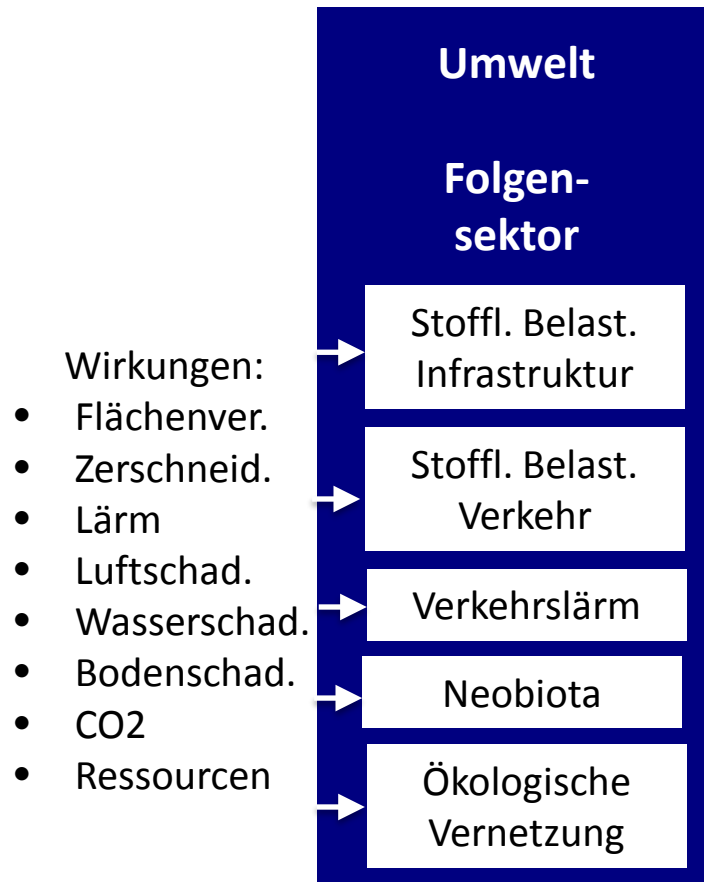 Umwelt
Folgen-
sektor
Wirkungen:
• Flächenver.
• Zerschneid.
• Lärm
• Luftschad.
• Wasserschad.
• Bodenschad.
• CO2
• Ressourcen
Stoffl. Belast.
Infrastruktur
Stoffl. Belast.
Verkehr
Verkehrslärm
Neobiota
Ökologische
Vernetzung